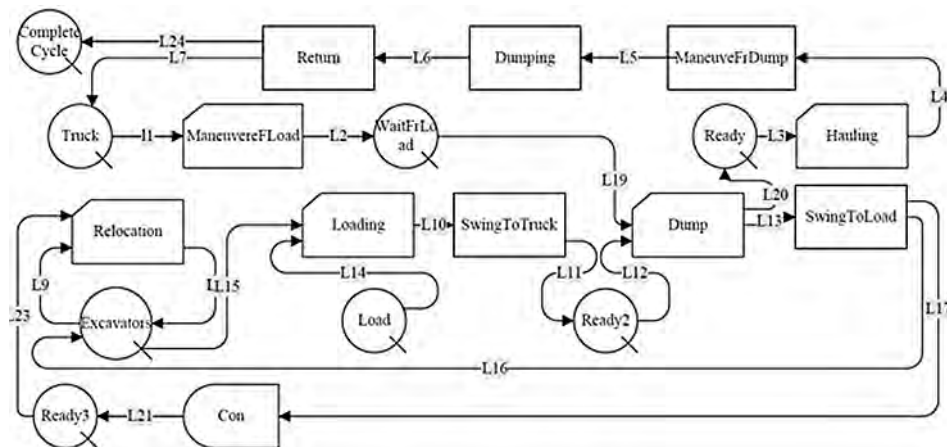 Complete
Cycle
L24
L7
Return
L6
Dumping
L5
ManeuveFrDump
L4
Truck
l1
ManeuvereFLoad
L2
WaitFrLo
ad
Ready
L3
Hauling
L19
L20
Relocation
Loading
L10
SwingToTruck
Dump
L13
SwingToLoad
L9
L15
L14
L11
L12
L23
Excavators
Load
Ready2
L17
L16
Ready3
L21
Con